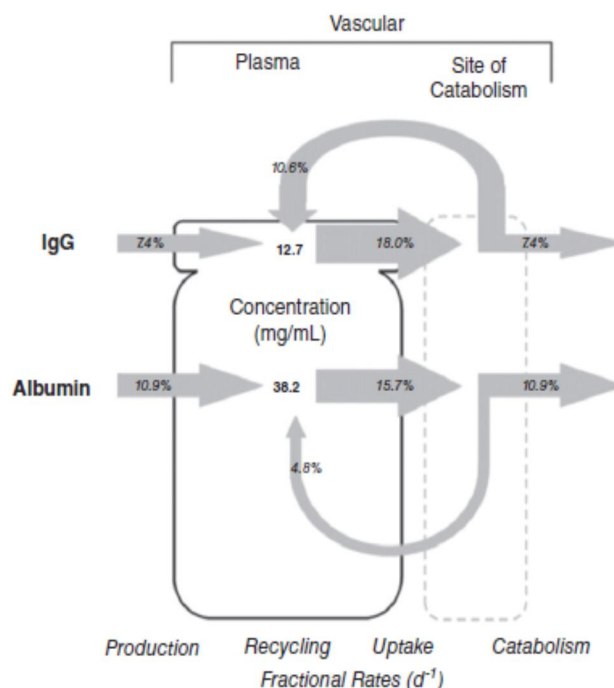 Vascular
Plasma
Site of
Catabolism
10.6%
IgG
7.4%
12.7
18.0%
7.4%
Concentration
(mg/mL)
Albumin
10.9%
38.2
15.7%
10.9%
4.8%
Production
Recycling
Uptake
Catabolism
Fractional Rates (d⁻¹)